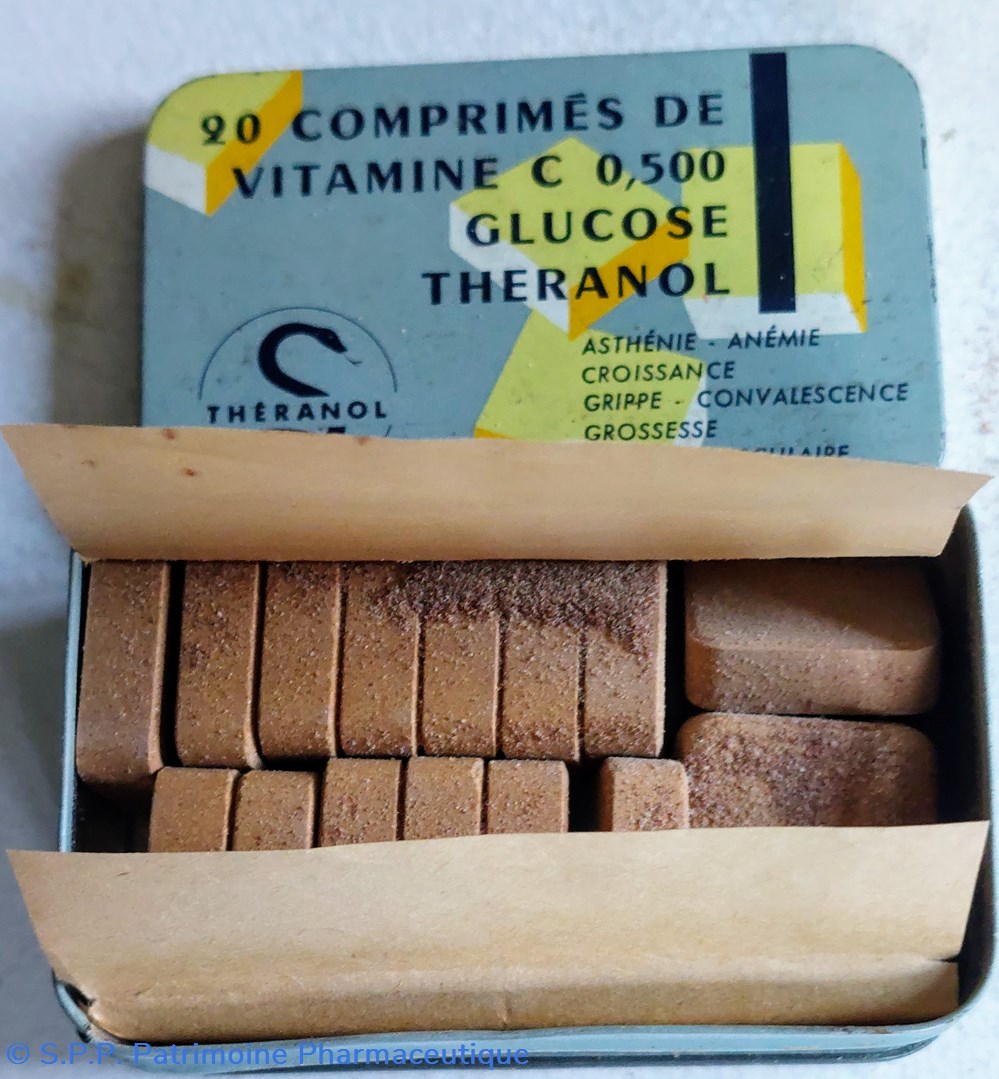 20 COMPRIMÉS DE
VITAMINE C 0,500
GLUCOSE
THERANOL
ASTHÉNIE - ANÉMIE
CROISSANCE
GRIPPE - CONVALESCENCE
GROSSESSE
THÉRANOL
© S.P.P. Patrimoine Pharmaceutique